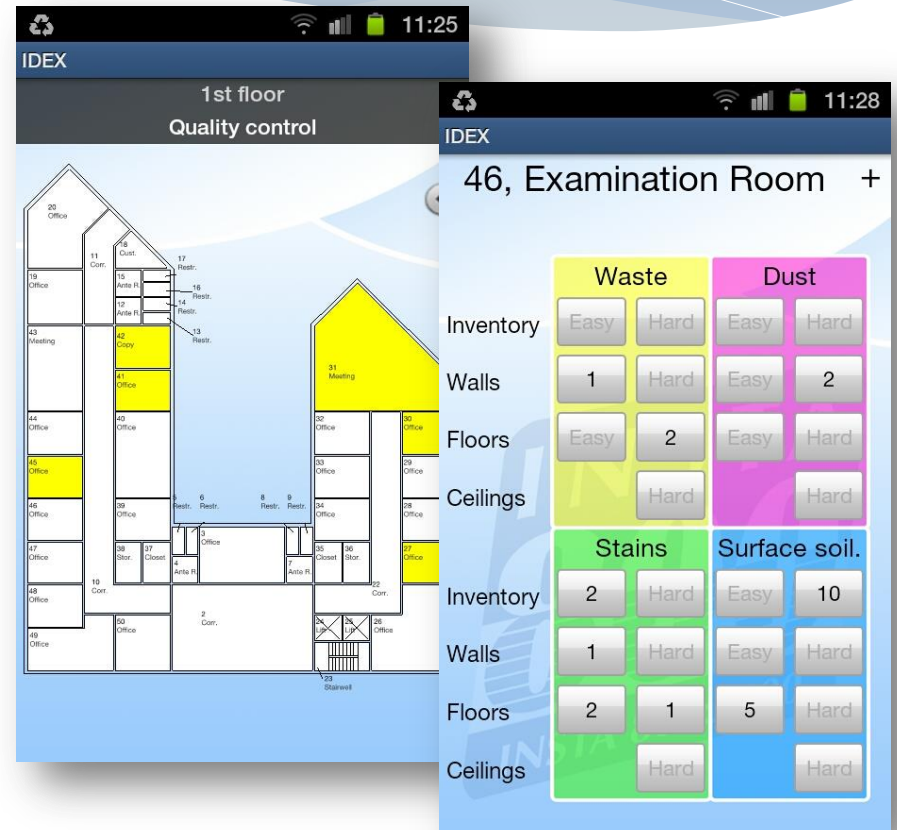 11:25
IDEX
1st floor
Quality control
20
Office
18
Cust.
11
Corr.
17
Restr.
19
Office
15
Ante R.
16
Restr.
12
Ante R.
14
Restr.
13
Restr.
43
Meeting
42
Copy
31
Meeting
41
Office
44
Office
40
Office
32
Office
30
Office
45
Office
33
Office
29
Office
46
Office
39
Office
6
Restr.
Restr.
8
Restr.
9
Restr.
34
Office
28
Office
3
Office
47
Office
38
Stor.
37
Closet
4
Ante R.
7
Ante R.
35
Closet
36
Stor.
27
Office
10
Corr.
22
Corr.
48
Office
50
Office
2
Corr.
24
Lift
25
Lift
26
Office
49
Office
23
Stairwell
11:28
IDEX
46, Examination Room +
Waste Dust
Inventory Easy Hard Easy Hard
Walls 1 Hard Easy 2
Floors Easy 2 Easy Hard
Ceilings Hard Hard
Stains Surface soil.
Inventory 2 Hard Easy 10
Walls 1 Hard Easy Hard
Floors 2 1 5 Hard
Ceilings Hard Hard